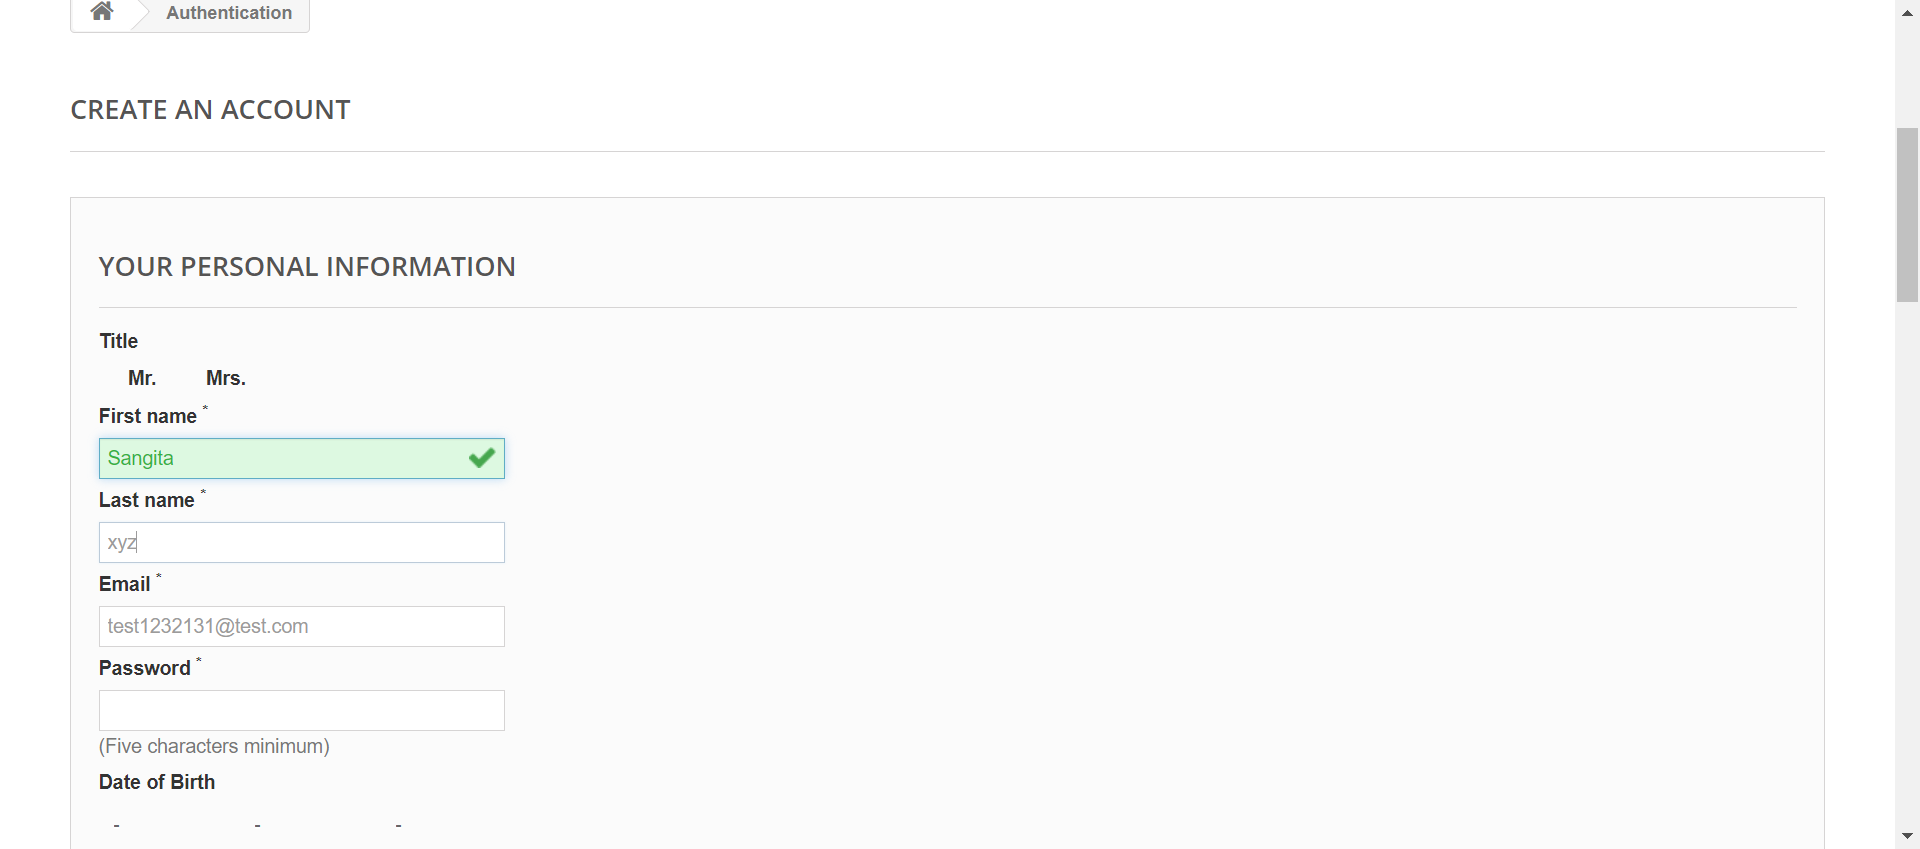 Authentication
CREATE AN ACCOUNT
YOUR PERSONAL INFORMATION
Title
Mr. Mrs.
First name *
Sangita
Last name *
xyz
Email *
test1232131@test.com
Password *
(Five characters minimum)
Date of Birth
- - -